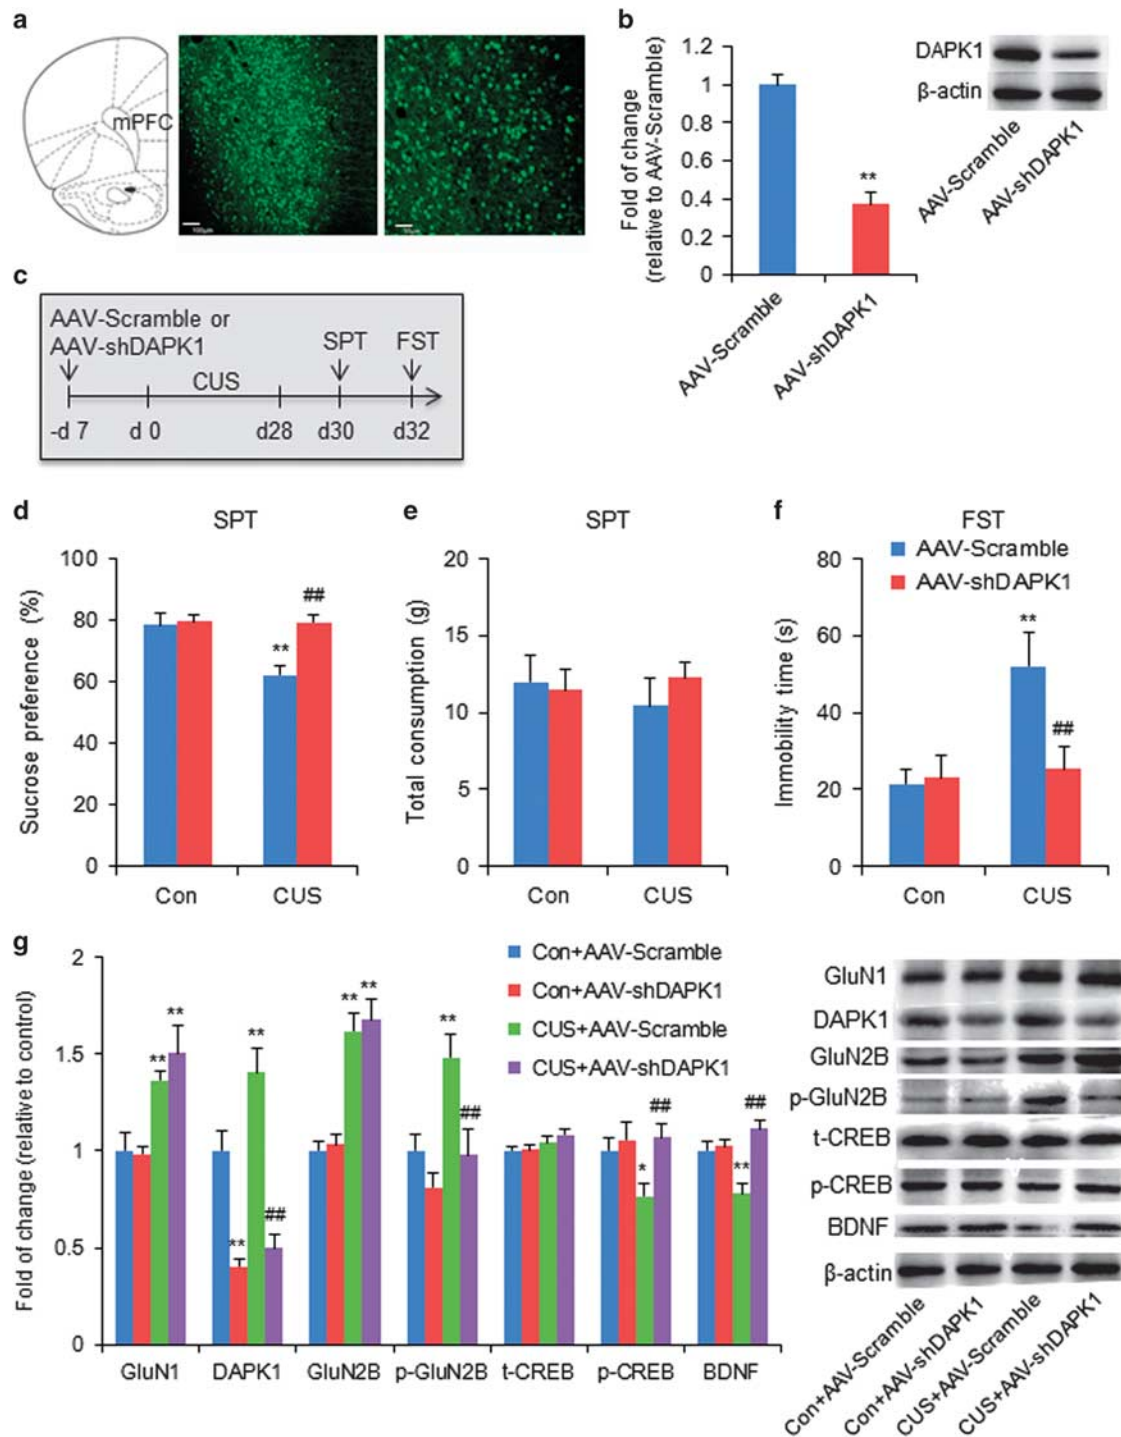 a
mPFC
100µm
b
Fold of change
(relative to AAV-Scramble)
1.2
1
0.8
0.6
0.4
0.2
0
**
AAV-Scramble
AAV-shDAPK1
DAPK1
β-actin
AAV-Scramble
AAV-shDAPK1
c
AAV-Scramble or
AAV-shDAPK1
SPT
FST
CUS
-d 7
d 0
d28
d30
d32
d
SPT
Sucrose preference (%)
100
80
60
40
20
0
**
##
Con
CUS
e
SPT
Total consumption (g)
20
15
10
5
0
Con
CUS
f
FST
AAV-Scramble
AAV-shDAPK1
Immobility time (s)
80
60
40
20
0
**
##
Con
CUS
g
Fold of change (relative to control)
2
1.5
1
0.5
0
Con+AAV-Scramble
Con+AAV-shDAPK1
CUS+AAV-Scramble
CUS+AAV-shDAPK1
**
**
**
**
##
**
**
**
##
*
##
**
##
GluN1
DAPK1
GluN2B
p-GluN2B
t-CREB
p-CREB
BDNF
GluN1
DAPK1
GluN2B
p-GluN2B
t-CREB
p-CREB
BDNF
β-actin
Con+AAV-Scramble
Con+AAV-shDAPK1
CUS+AAV-Scramble
CUS+AAV-shDAPK1